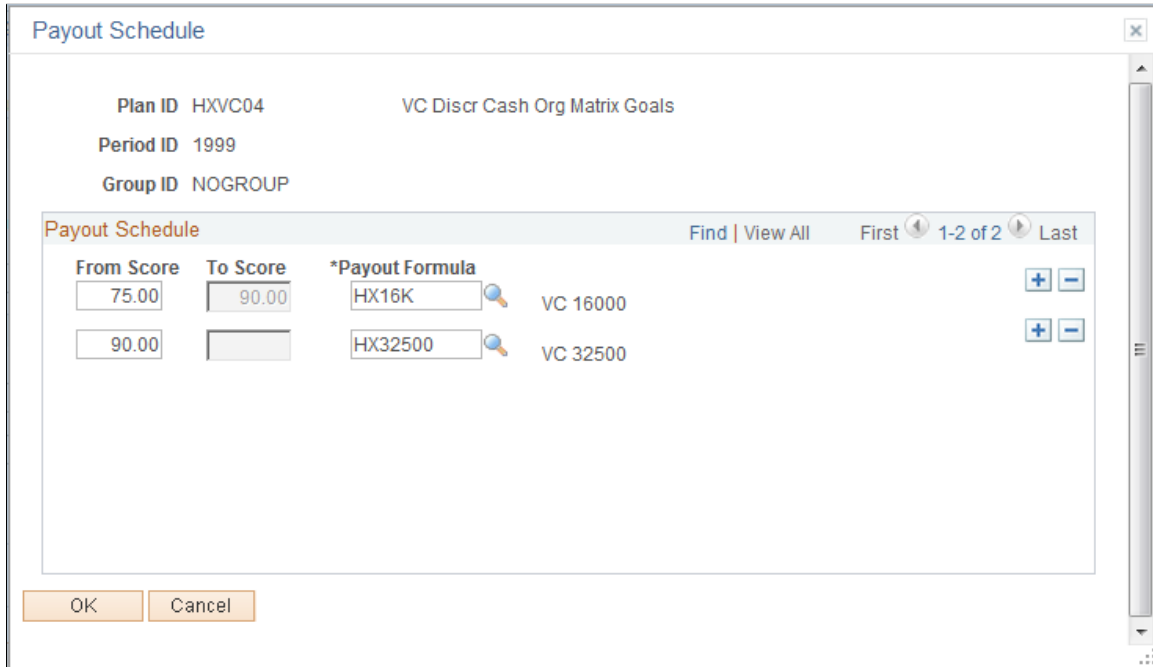 Payout Schedule
Plan ID HXVC04 VC Discr Cash Org Matrix Goals
Period ID 1999
Group ID NOGROUP
Payout Schedule Find | View All First 1-2 of 2 Last
From Score To Score *Payout Formula
75.00 90.00 HX16K VC 16000
90.00 HX32500 VC 32500
OK Cancel